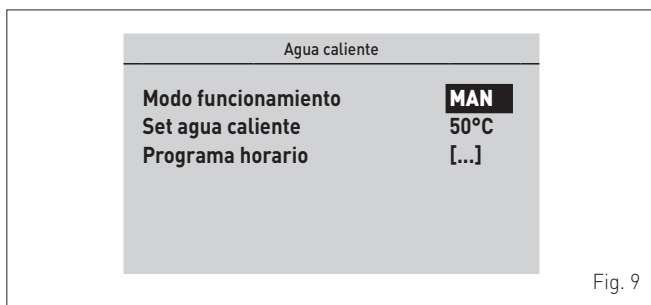 Agua caliente
Modo funcionamiento MAN
Set agua caliente 50°C
Programa horario [...]
Fig. 9